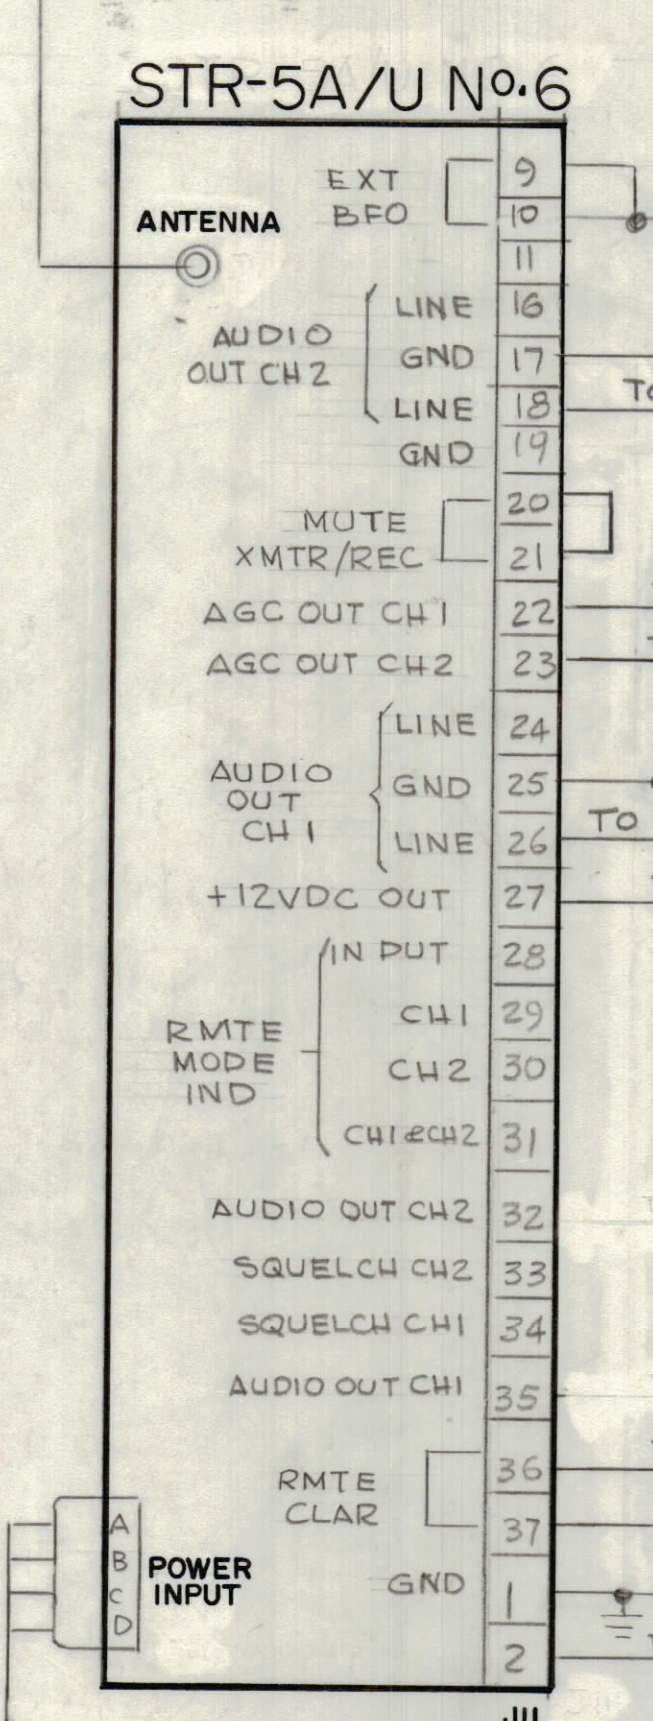 STR-5A/U No.6
EXT 9
BFO 10
ANTENNA
11
LINE 16
AUDIO
OUT CH2
GND 17
TO
LINE 18
GND 19
MUTE 20
XMTR/REC 21
AGC OUT CH1 22
AGC OUT CH2 23
LINE 24
AUDIO
OUT
CH1
GND 25
TO
LINE 26
+12VDC OUT 27
INPUT 28
CH1 29
RMTE
MODE
IND
CH2 30
CH1&CH2 31
AUDIO OUT CH2 32
SQUELCH CH2 33
SQUELCH CH1 34
AUDIO OUT CH1 35
RMTE 36
CLAR 37
A
B
C
D
POWER
INPUT
GND 1
2